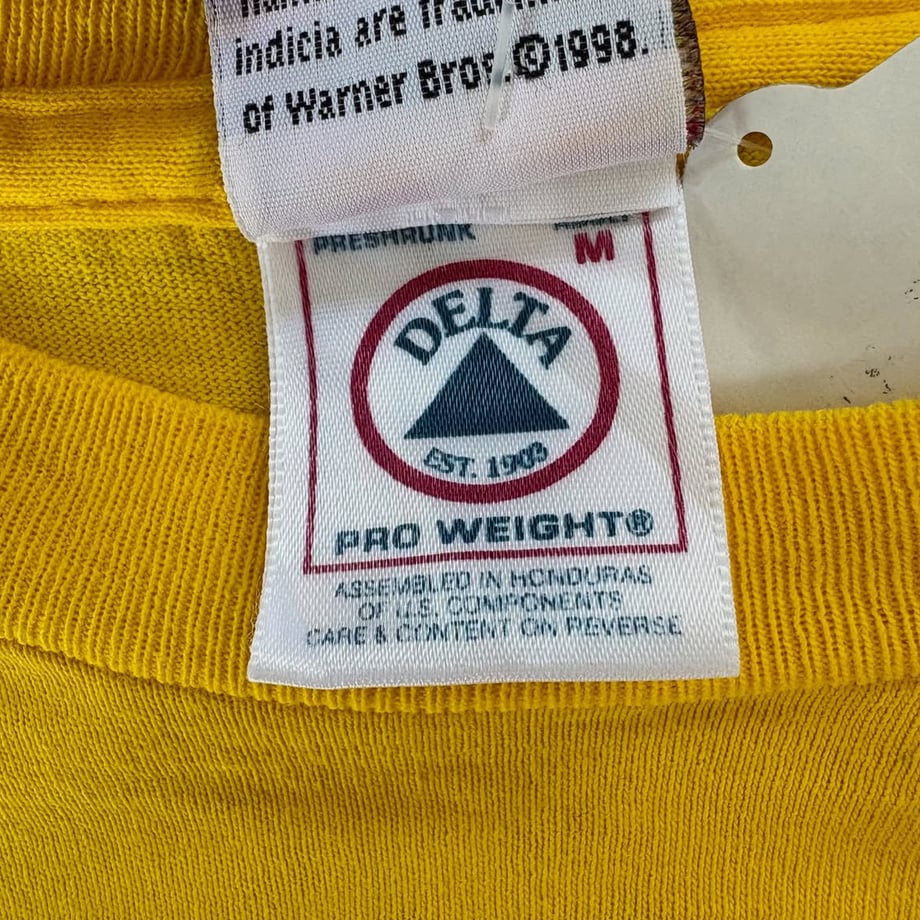 indicia are
of Warner Bros.©1998.
PRESHRUNK
M
DELTA
EST. 1903
PRO WEIGHT®
ASSEMBLED IN HONDURAS
OF U.S. COMPONENTS
CARE & CONTENT ON REVERSE